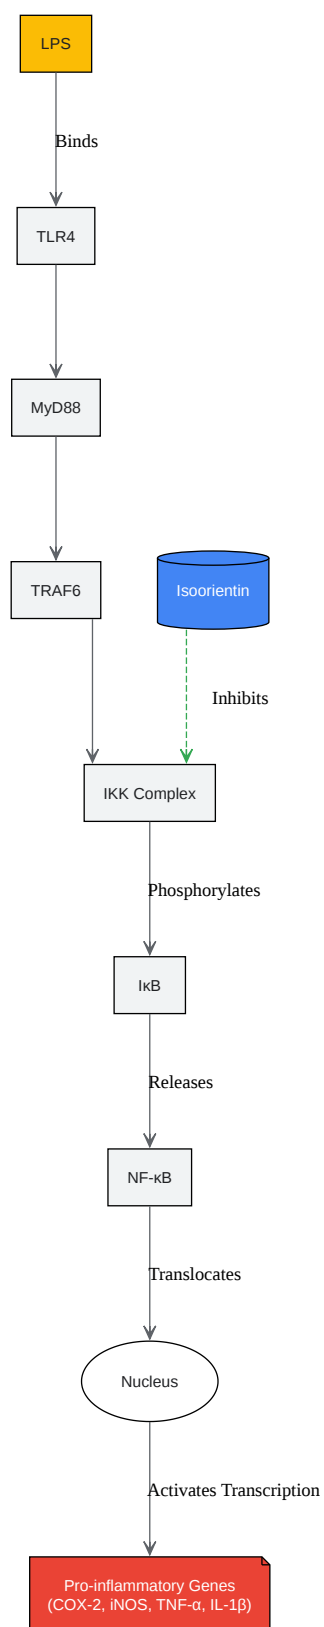 LPS
Binds
TLR4
MyD88
TRAF6
Isoorientin
Inhibits
IKK Complex
Phosphorylates
IκB
Releases
NF-κB
Translocates
Nucleus
Activates Transcription
Pro-inflammatory Genes
(COX-2, iNOS, TNF-α, IL-1β)